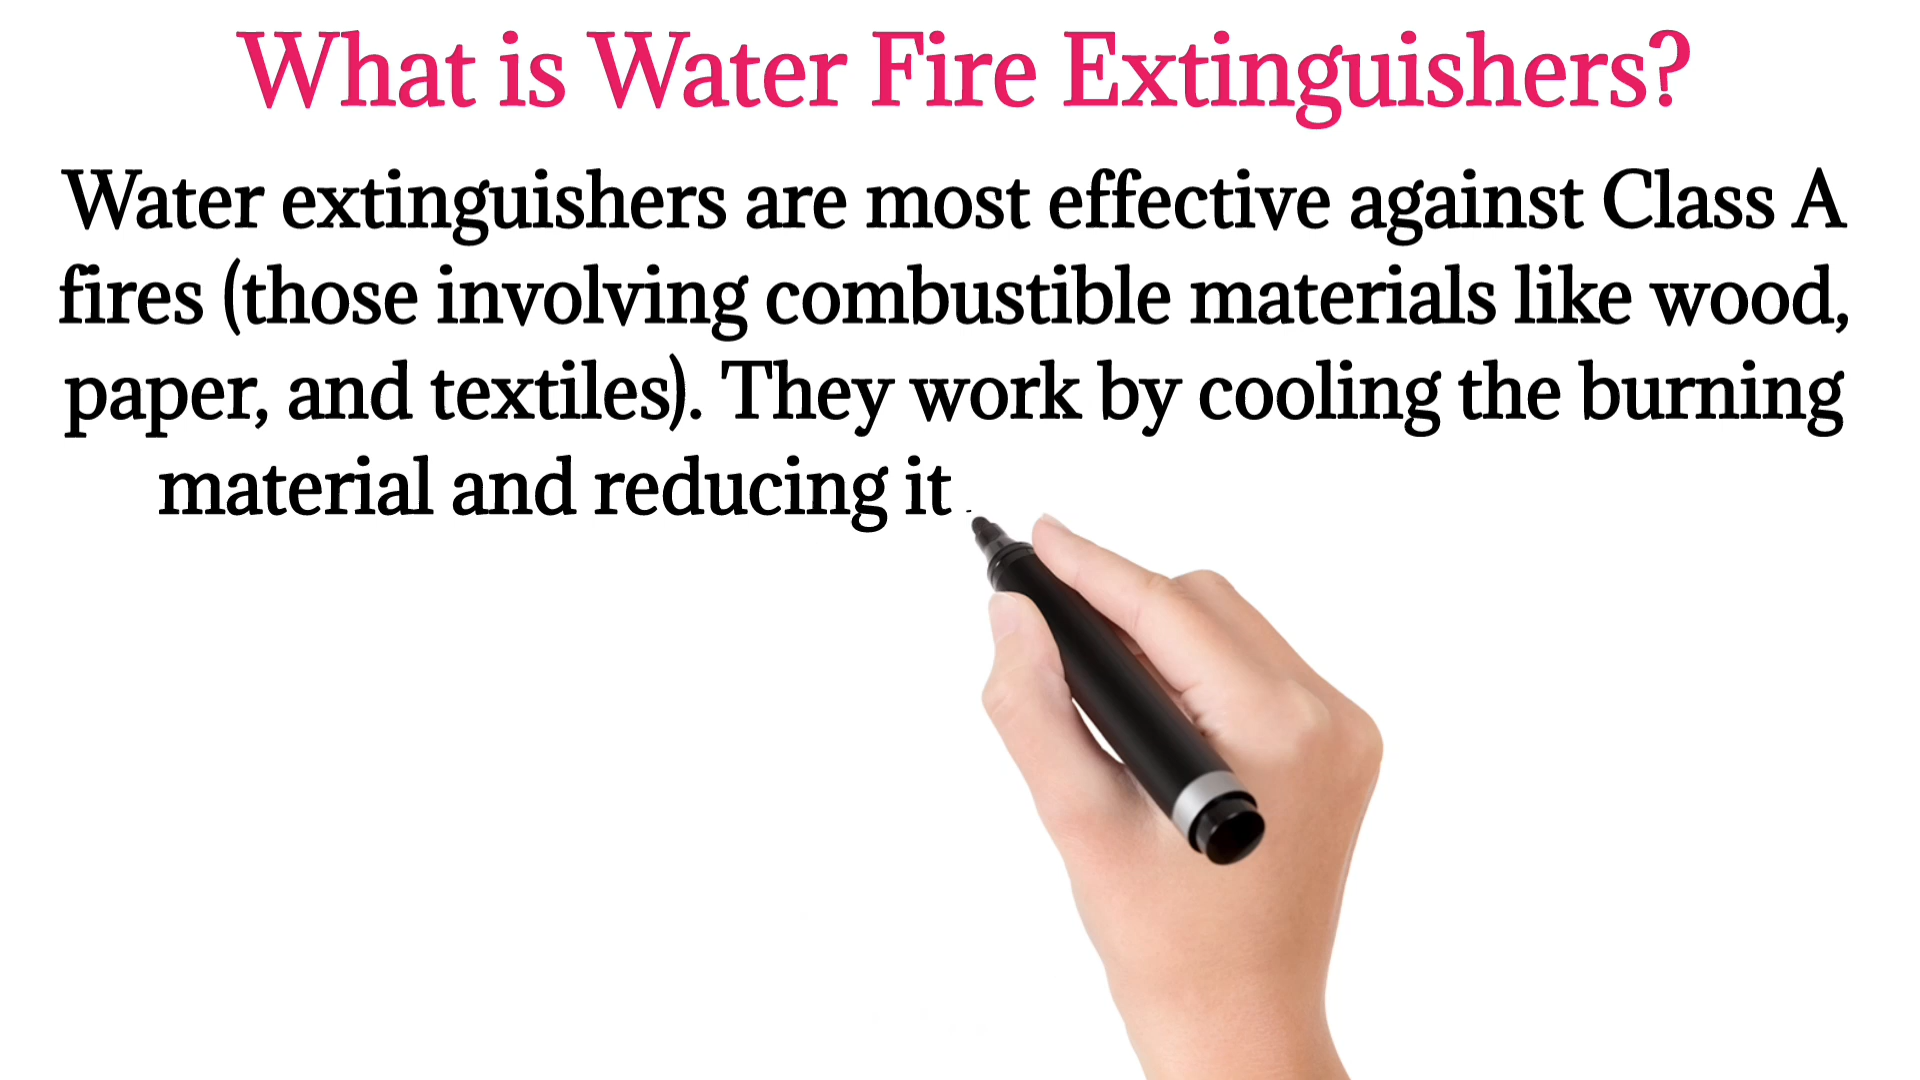 What is Water Fire Extinguishers?
Water extinguishers are most effective against Class A
fires (those involving combustible materials like wood,
paper, and textiles). They work by cooling the burning
material and reducing it